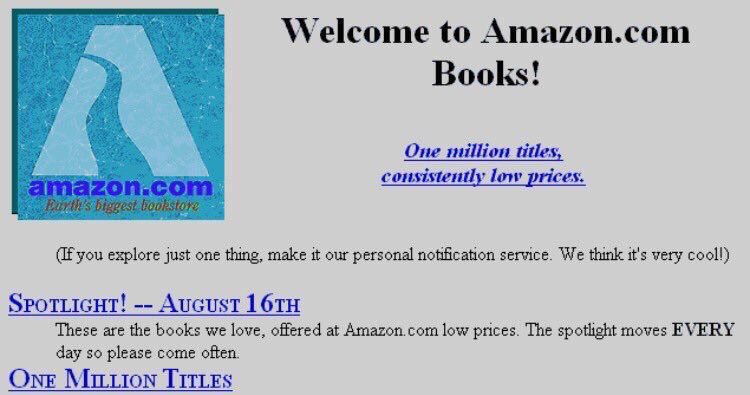 Welcome to Amazon.com
Books!
One million titles,
consistently low prices.
amazon.com
Earth's biggest bookstore
(If you explore just one thing, make it our personal notification service. We think it's very cool!)
SPOTLIGHT! -- AUGUST 16TH
These are the books we love, offered at Amazon.com low prices. The spotlight moves EVERY
day so please come often.
ONE MILLION TITLES